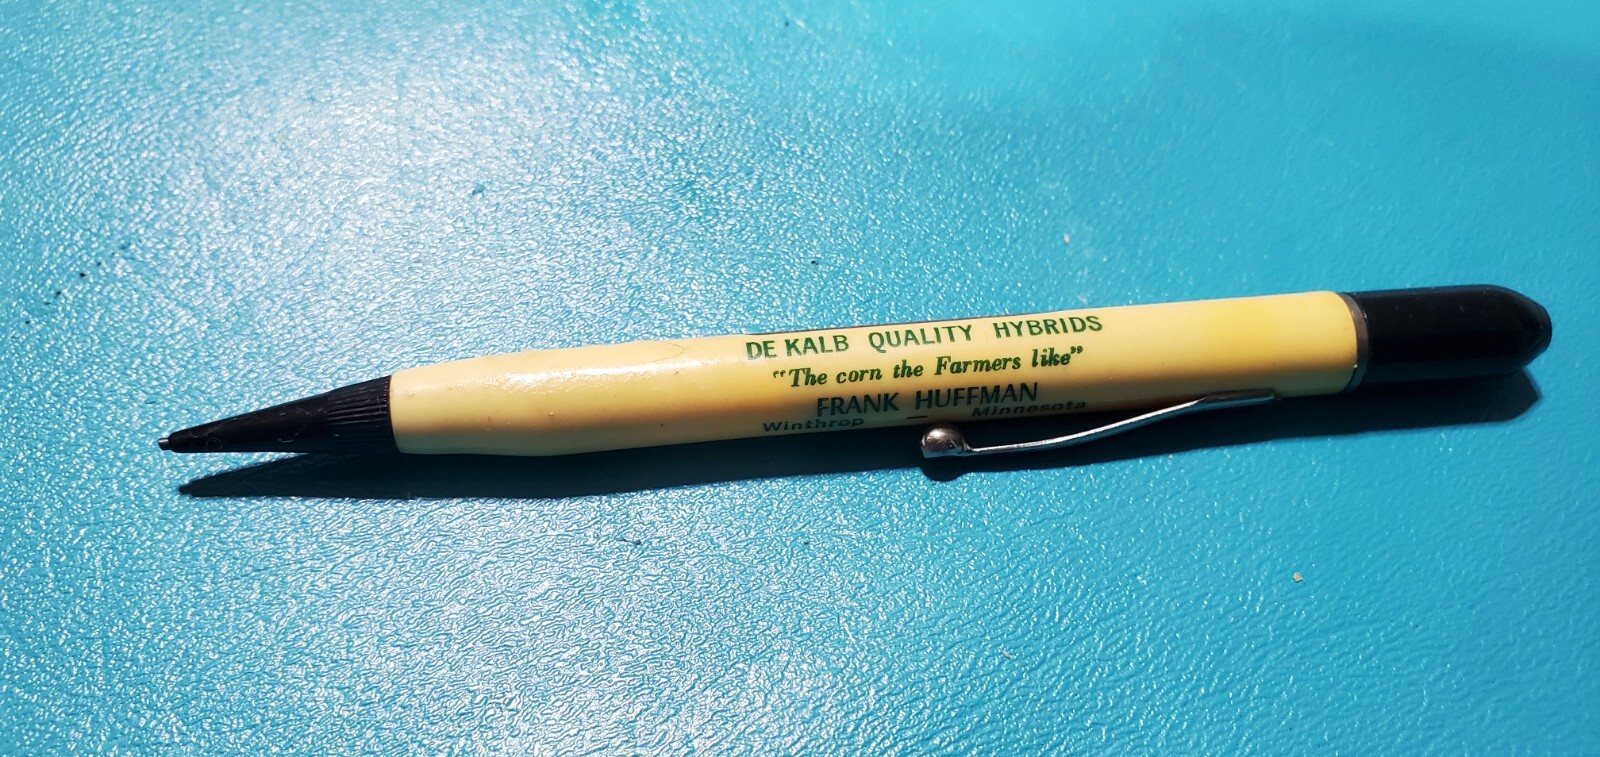 DE KALB QUALITY HYBRIDS
"The corn the Farmers like"
FRANK HUFFMAN
Winthrop — Minnesota